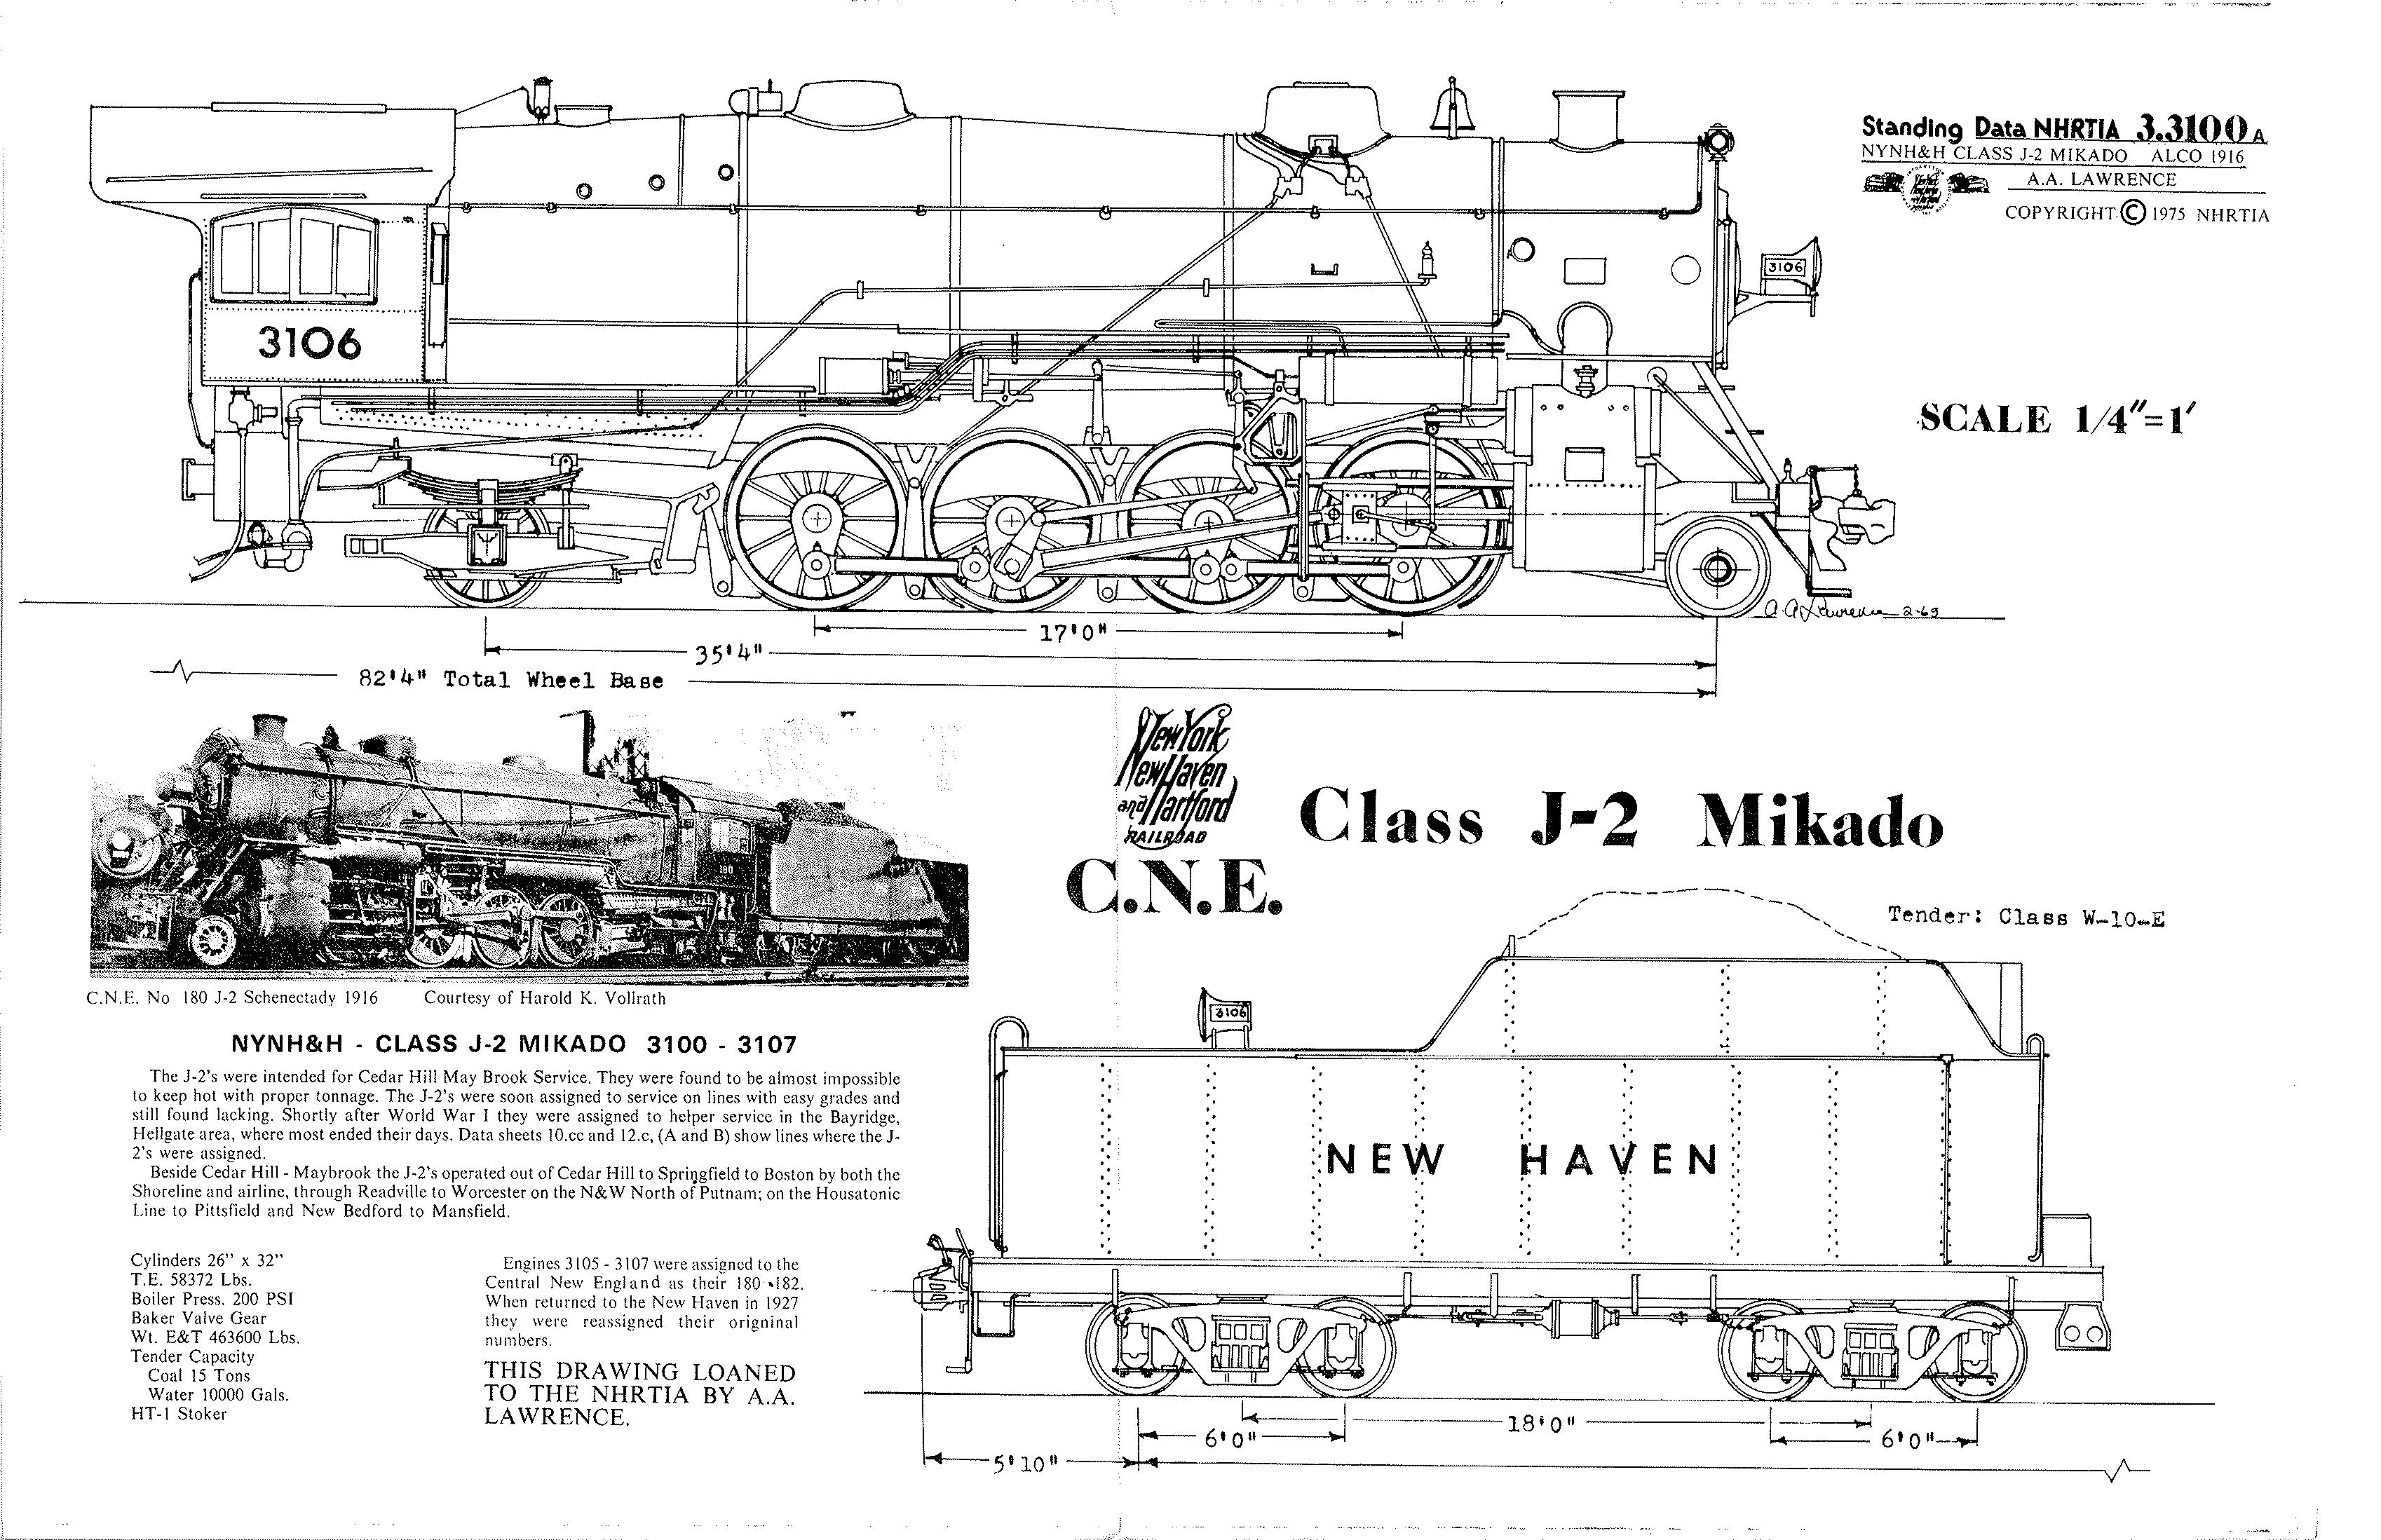 Standing Data NHRTIA 3.3100A
NYNH&H CLASS J-2 MIKADO ALCO 1916
A.A. LAWRENCE
COPYRIGHT © 1975 NHRTIA
3106
3106
SCALE 1/4"=1'
A. A. Lawrence 2-69
17'0"
35'4"
82'4" Total Wheel Base
New York
New Haven
and Hartford
RAILROAD
C.N.E.
Class J-2 Mikado
180
C.N.E. No 180 J-2 Schenectady 1916 Courtesy of Harold K. Vollrath
NYNH&H - CLASS J-2 MIKADO 3100 - 3107
The J-2's were intended for Cedar Hill May Brook Service. They were found to be almost impossible
to keep hot with proper tonnage. The J-2's were soon assigned to service on lines with easy grades and
still found lacking. Shortly after World War I they were assigned to helper service in the Bayridge,
Hellgate area, where most ended their days. Data sheets 10.cc and 12.c, (A and B) show lines where the J-
2's were assigned.
Beside Cedar Hill - Maybrook the J-2's operated out of Cedar Hill to Springfield to Boston by both the
Shoreline and airline, through Readville to Worcester on the N&W North of Putnam; on the Housatonic
Line to Pittsfield and New Bedford to Mansfield.
Cylinders 26" x 32"
T.E. 58372 Lbs.
Boiler Press. 200 PSI
Baker Valve Gear
Wt. E&T 463600 Lbs.
Tender Capacity
Coal 15 Tons
Water 10000 Gals.
HT-1 Stoker
Engines 3105 - 3107 were assigned to the
Central New England as their 180 -182.
When returned to the New Haven in 1927
they were reassigned their origninal
numbers.
THIS DRAWING LOANED
TO THE NHRTIA BY A.A.
LAWRENCE.
Tender: Class W-10-E
3106
NEW HAVEN
18'0"
6'0"
6'0"
5'10"